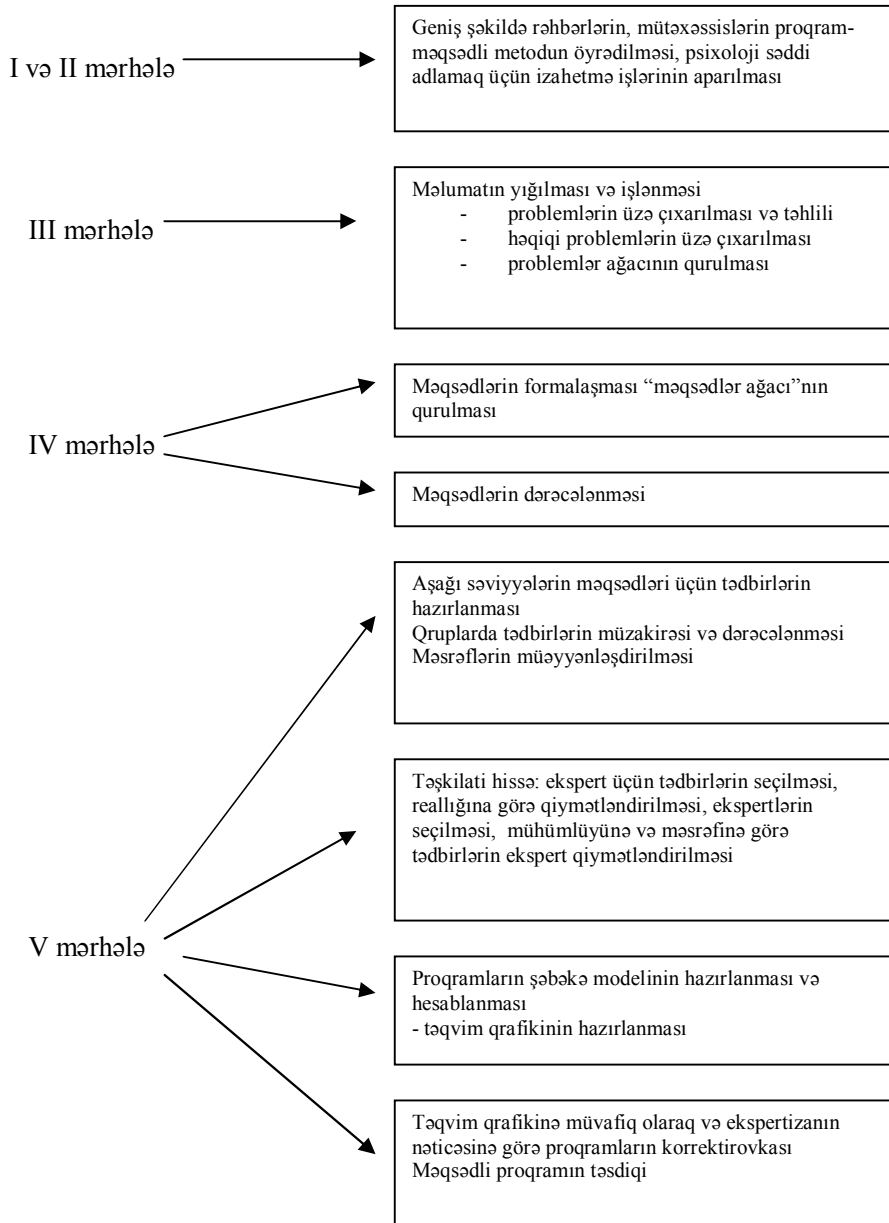 I və II mərhələ
Geniş şəkildə rəhbərlərin, mütəxəssislərin proqram-
məqsədli metodun öyrədilməsi, psixoloji səddi
adlamaq üçün izahetmə işlərinin aparılması
III mərhələ
Məlumatın yığılması və işlənməsi
- problemlərin üzə çıxarılması və təhlili
- həqiqi problemlərin üzə çıxarılması
- problemlər ağacının qurulması
IV mərhələ
Məqsədlərin formalaşması “məqsədlər ağacı”nın
qurulması
Məqsədlərin dərəcələnməsi
V mərhələ
Aşağı səviyyələrin məqsədləri üçün tədbirlərin
hazırlanması
Qruplarda tədbirlərin müzakirəsi və dərəcələnməsi
Məsrəflərin müəyyənləşdirilməsi
Təşkilati hissə: ekspert üçün tədbirlərin seçilməsi,
reallığına görə qiymətləndirilməsi, ekspertlərin
seçilməsi, mühümlüyünə və məsrəfinə görə
tədbirlərin ekspert qiymətləndirilməsi
Proqramların şəbəkə modelinin hazırlanması və
hesablanması
- təqvim qrafikinin hazırlanması
Təqvim qrafikinə müvafiq olaraq və ekspertizanın
nəticəsinə görə proqramların korrektirovkası
Məqsədli proqramın təsdiqi